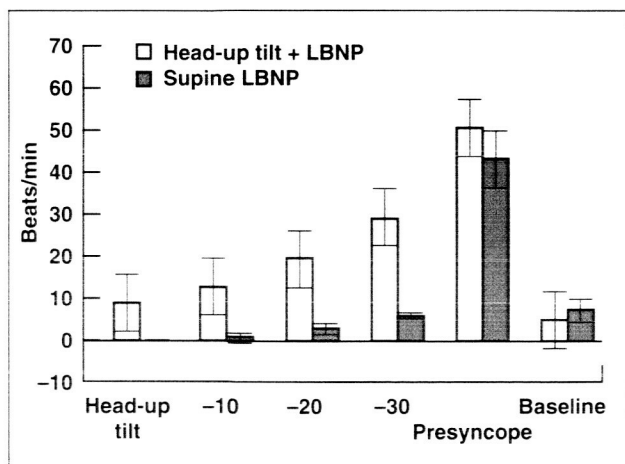 70
60
50
40
30
20
10
0
−10
Beats/min
Head-up tilt + LBNP
Supine LBNP
Head-up
tilt
−10
−20
−30
Presyncope
Baseline